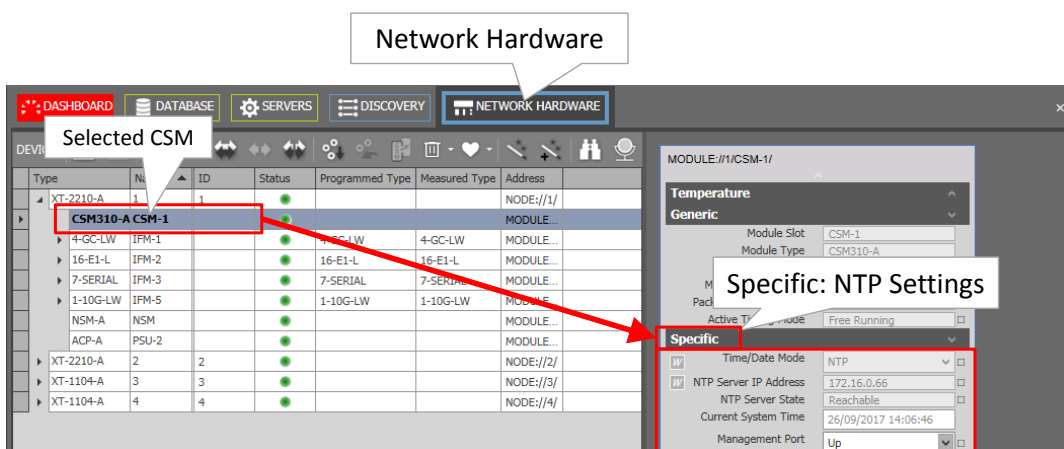 Network Hardware
DASHBOARD DATABASE SERVERS DISCOVERY NETWORK HARDWARE
Selected CSM
MODULE://1/CSM-1/
Type ID Status Programmed Type Measured Type Address
XT-2210-A 1 1 NODE://1/
CSM310-A CSM-1 MODULE...
4-GC-LW IFM-1 4-GC-LW 4-GC-LW MODULE...
16-E1-L IFM-2 16-E1-L 16-E1-L MODULE...
7-SERIAL IFM-3 7-SERIAL 7-SERIAL MODULE...
1-10G-LW IFM-5 1-10G-LW 1-10G-LW MODULE...
NSM-A NSM MODULE...
ACP-A PSU-2 MODULE...
XT-2210-A 2 2 NODE://2/
XT-1104-A 3 3 NODE://3/
XT-1104-A 4 4 NODE://4/
Temperature
Generic
Module Slot CSM-1
Module Type CSM310-A
Specific: NTP Settings
Active Free Running
Specific
Time/Date Mode NTP
NTP Server IP Address 172.16.0.66
NTP Server State Reachable
Current System Time 26/09/2017 14:06:46
Management Port Up